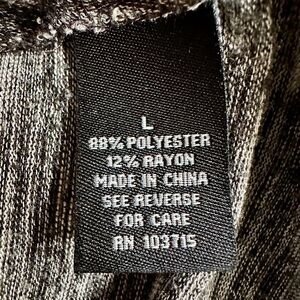 L
88% POLYESTER
12% RAYON
MADE IN CHINA
SEE REVERSE
FOR CARE
RN 103715